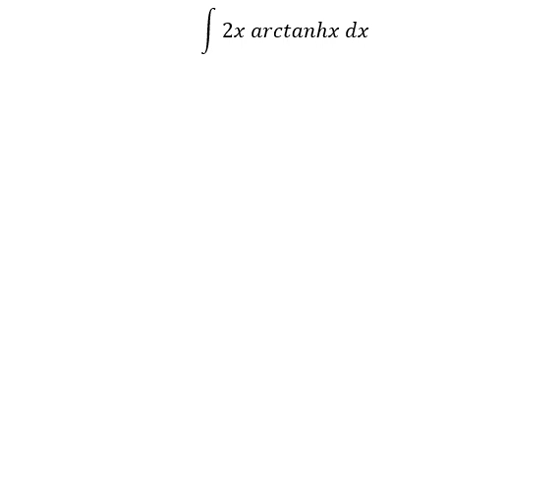 ∫ 2x arctanhx dx